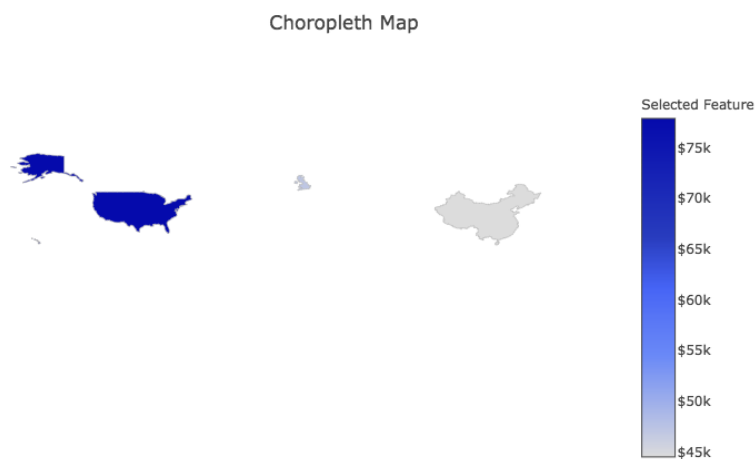 Choropleth Map
Selected Feature
$75k
$70k
$65k
$60k
$55k
$50k
$45k